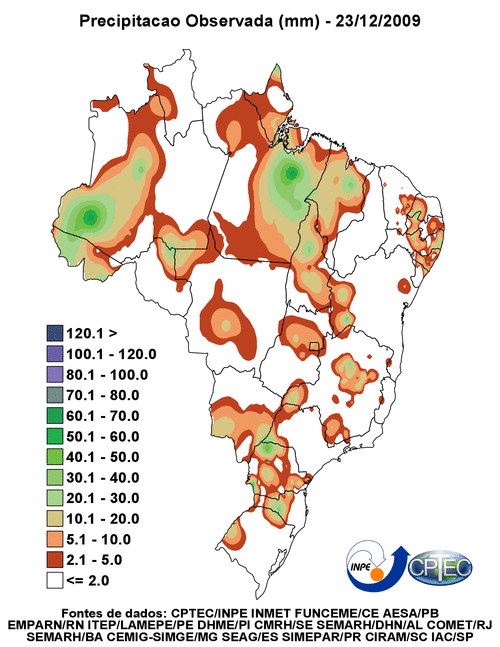 Precipitacao Observada (mm) - 23/12/2009
120.1 >
100.1 - 120.0
80.1 - 100.0
70.1 - 80.0
60.1 - 70.0
50.1 - 60.0
40.1 - 50.0
30.1 - 40.0
20.1 - 30.0
10.1 - 20.0
5.1 - 10.0
2.1 - 5.0
<= 2.0
INPE
CPTEC
Fontes de dados: CPTEC/INPE INMET FUNCEME/CE AESA/PB
EMPARN/RN ITEP/LAMEPE/PE DHME/PI CMRH/SE SEMARH/DHN/AL COMET/RJ
SEMARH/BA CEMIG-SIMGE/MG SEAG/ES SIMEPAR/PR CIRAM/SC IAC/SP